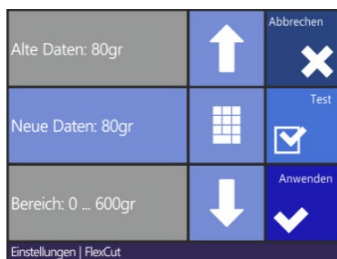 Alte Daten: 80gr
Abbrechen
Neue Daten: 80gr
Test
Bereich: 0 ... 600gr
Anwenden
Einstellungen | FlexCut